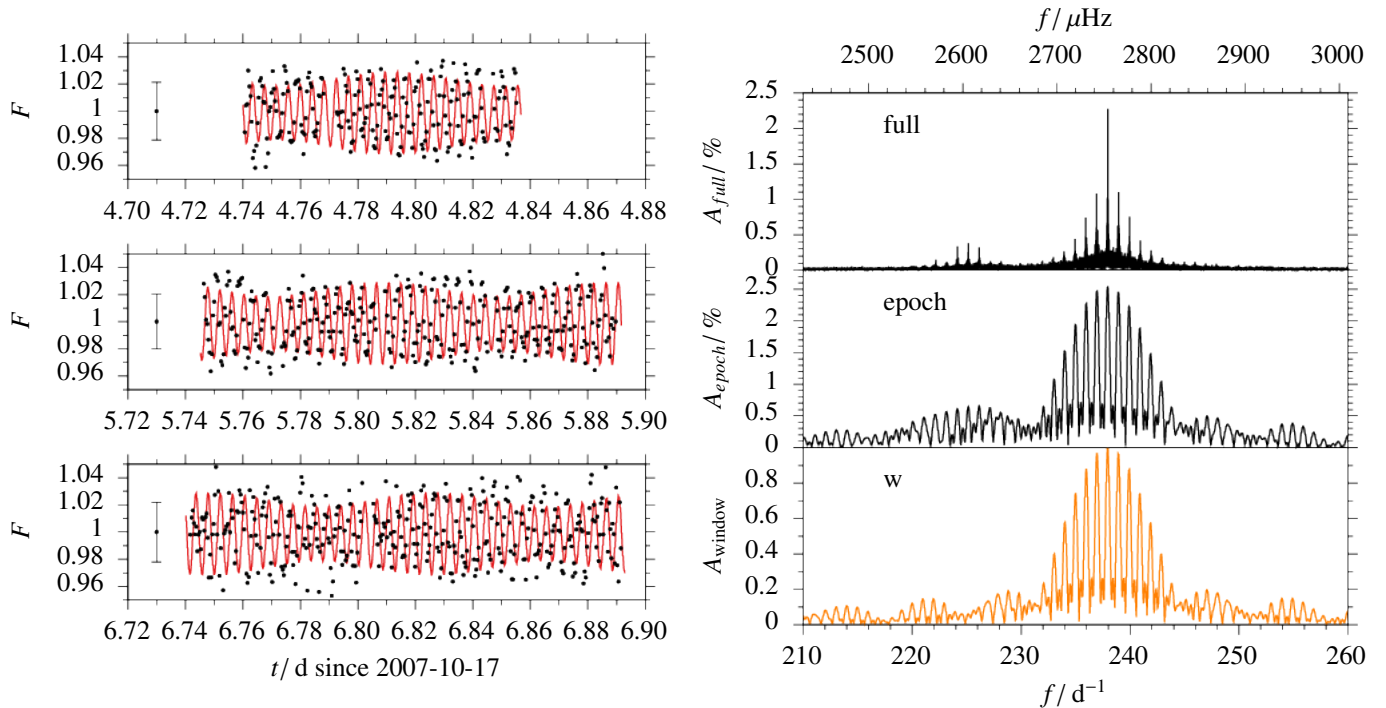 F
1.04
1.02
1
0.98
0.96
4.70 4.72 4.74 4.76 4.78 4.80 4.82 4.84 4.86 4.88
F
1.04
1.02
1
0.98
0.96
5.72 5.74 5.76 5.78 5.80 5.82 5.84 5.86 5.88 5.90
F
1.04
1.02
1
0.98
0.96
6.72 6.74 6.76 6.78 6.80 6.82 6.84 6.86 6.88 6.90
t/ d since 2007-10-17
f/ μHz
2500 2600 2700 2800 2900 3000
A_full/ %
2.5
2
1.5
1
0.5
0
full
A_epoch/ %
2.5
2
1.5
1
0.5
0
epoch
A_window
0.8
0.6
0.4
0.2
0
w
210 220 230 240 250 260
f/ d⁻¹